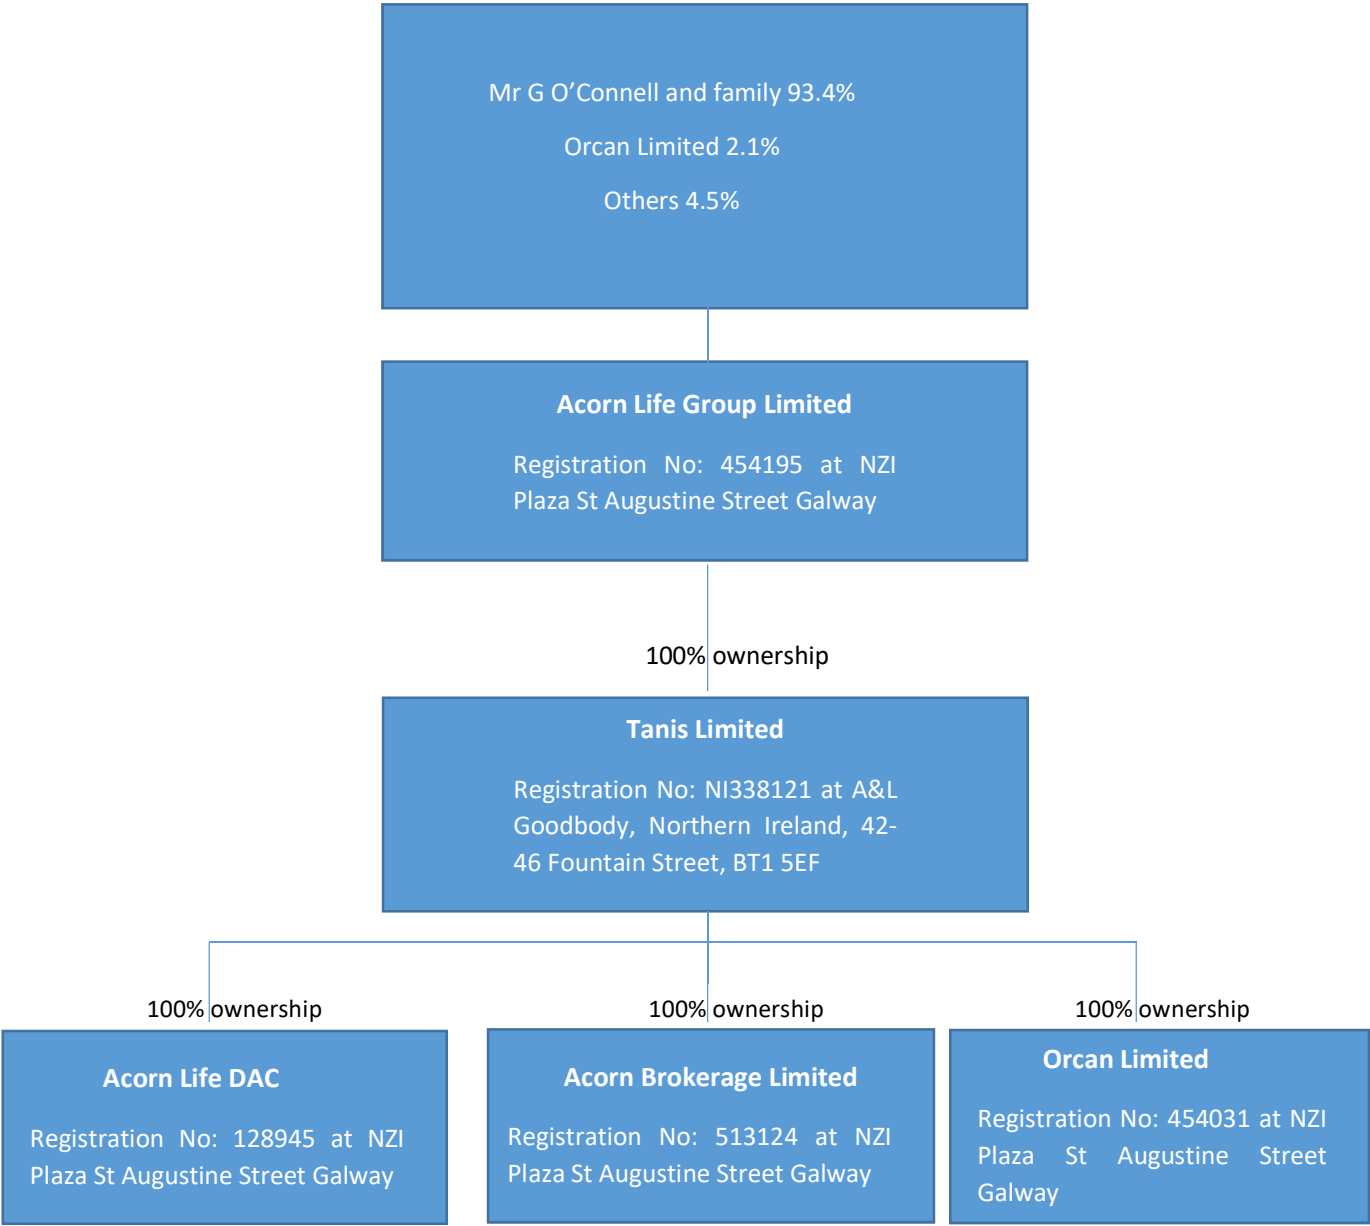 Mr G O’Connell and family 93.4%
Orcan Limited 2.1%
Others 4.5%
Acorn Life Group Limited
Registration No: 454195 at NZI
Plaza St Augustine Street Galway
100% ownership
Tanis Limited
Registration No: NI338121 at A&L
Goodbody, Northern Ireland, 42-
46 Fountain Street, BT1 5EF
100% ownership
Acorn Life DAC
Registration No: 128945 at NZI
Plaza St Augustine Street Galway
100% ownership
Acorn Brokerage Limited
Registration No: 513124 at NZI
Plaza St Augustine Street Galway
100% ownership
Orcan Limited
Registration No: 454031 at NZI
Plaza St Augustine Street
Galway